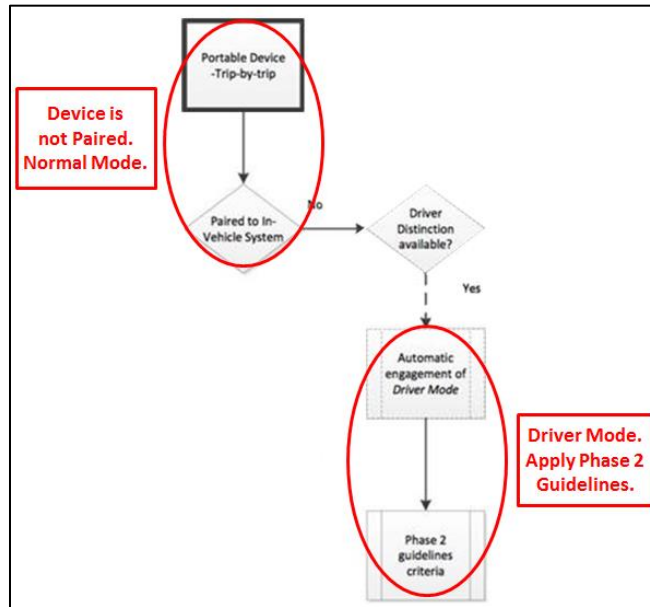 Portable Device
-Trip-by-trip
Device is
not Paired.
Normal Mode.
Paired to In-
Vehicle System
No
Driver
Distinction
available?
Yes
Automatic
engagement of
Driver Mode
Driver Mode.
Apply Phase 2
Guidelines.
Phase 2
guidelines
criteria